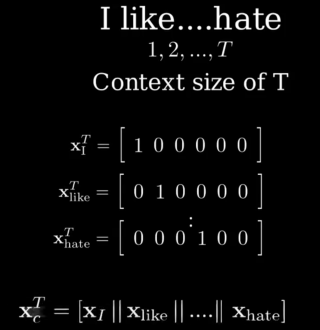 I like....hate
1, 2, ..., T
Context size of T
x_I^T = [ 1 0 0 0 0 0 ]
x_like^T = [ 0 1 0 0 0 0 ]
:
x_hate^T = [ 0 0 0 1 0 0 ]
x_c^T = [x_I || x_like || ....|| x_hate]